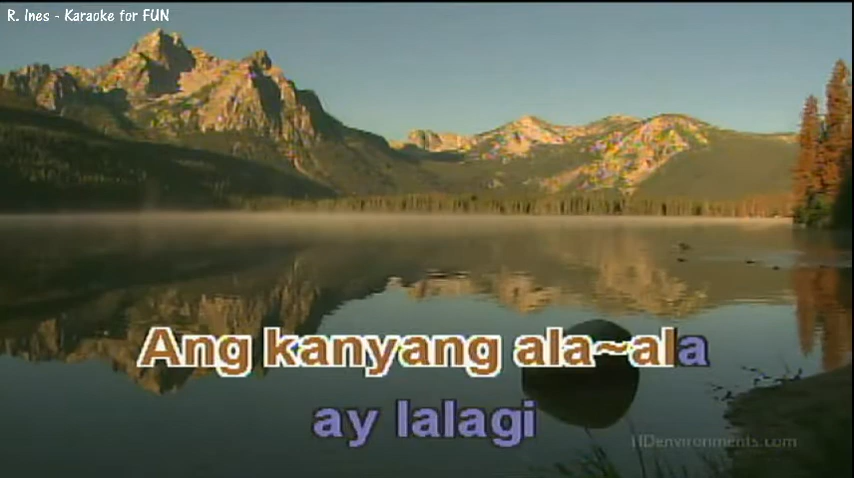 R. Ines - Karaoke for FUN
Ang kanyang ala~ala
ay lalagi
HDenvironments.com